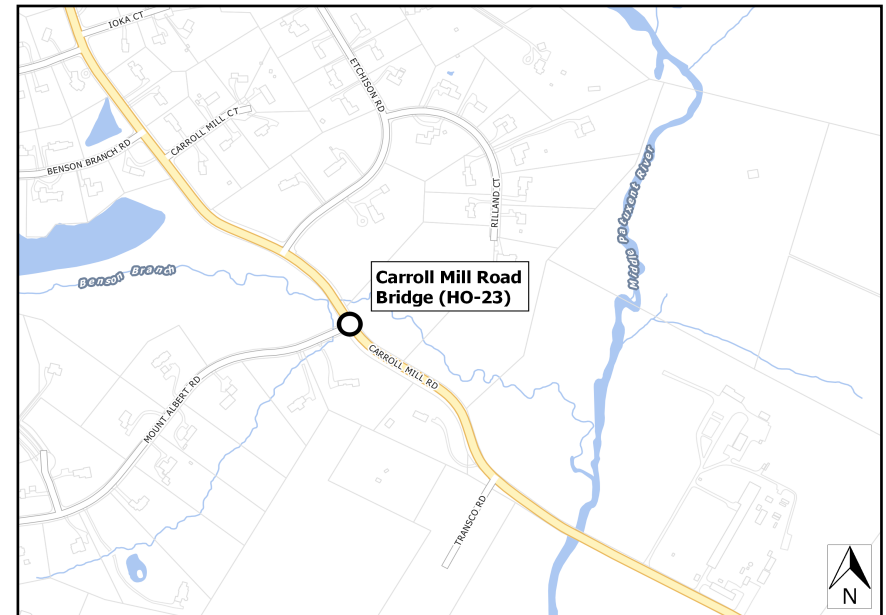 IOKA CT
ETCHISON RD
CARROLL MILL CT
BENSON BRANCH RD
Middle Patuxent River
RILLAND CT
Benson Branch
Carroll Mill Road
Bridge (HO-23)
CARROLL MILL RD
MOUNT ALBERT RD
TRANSCO RD
N